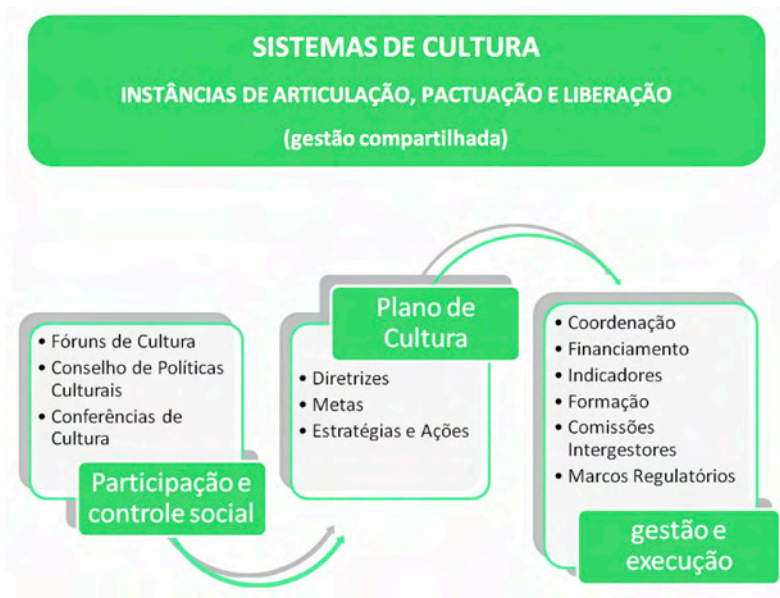 SISTEMAS DE CULTURA
INSTÂNCIAS DE ARTICULAÇÃO, PACTUAÇÃO E LIBERAÇÃO
(gestão compartilhada)
• Fóruns de Cultura
• Conselho de Políticas
Culturais
• Conferências de
Cultura
Participação e
controle social
Plano de
Cultura
• Diretrizes
• Metas
• Estratégias e Ações
• Coordenação
• Financiamento
• Indicadores
• Formação
• Comissões
Intergestores
• Marcos Regulatórios
gestão e
execução